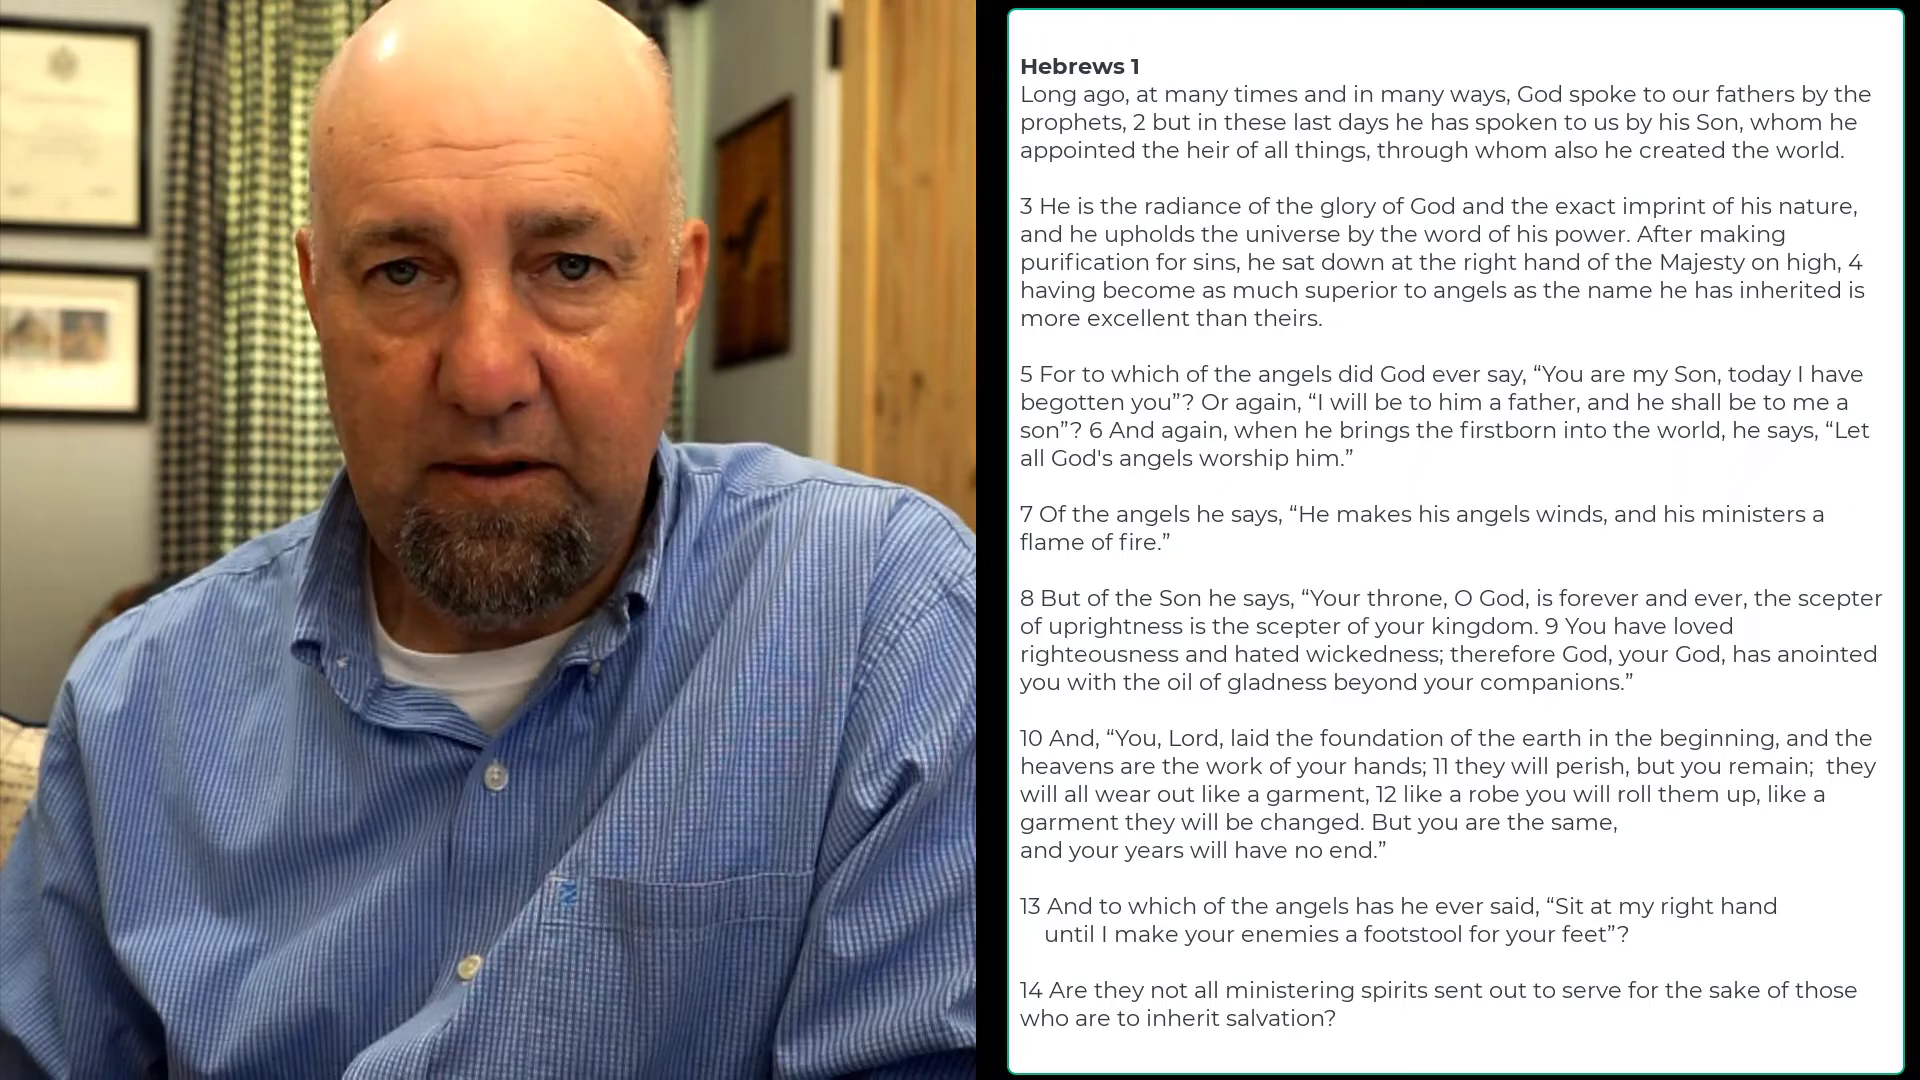 Hebrews 1
Long ago, at many times and in many ways, God spoke to our fathers by the
prophets, 2 but in these last days he has spoken to us by his Son, whom he
appointed the heir of all things, through whom also he created the world.
3 He is the radiance of the glory of God and the exact imprint of his nature,
and he upholds the universe by the word of his power. After making
purification for sins, he sat down at the right hand of the Majesty on high, 4
having become as much superior to angels as the name he has inherited is
more excellent than theirs.
5 For to which of the angels did God ever say, “You are my Son, today I have
begotten you”? Or again, “I will be to him a father, and he shall be to me a
son”? 6 And again, when he brings the firstborn into the world, he says, “Let
all God's angels worship him.”
7 Of the angels he says, “He makes his angels winds, and his ministers a
flame of fire.”
8 But of the Son he says, “Your throne, O God, is forever and ever, the scepter
of uprightness is the scepter of your kingdom. 9 You have loved
righteousness and hated wickedness; therefore God, your God, has anointed
you with the oil of gladness beyond your companions.”
10 And, “You, Lord, laid the foundation of the earth in the beginning, and the
heavens are the work of your hands; 11 they will perish, but you remain;  they
will all wear out like a garment, 12 like a robe you will roll them up, like a
garment they will be changed. But you are the same,
and your years will have no end.”
13 And to which of the angels has he ever said, “Sit at my right hand
until I make your enemies a footstool for your feet”?
14 Are they not all ministering spirits sent out to serve for the sake of those
who are to inherit salvation?